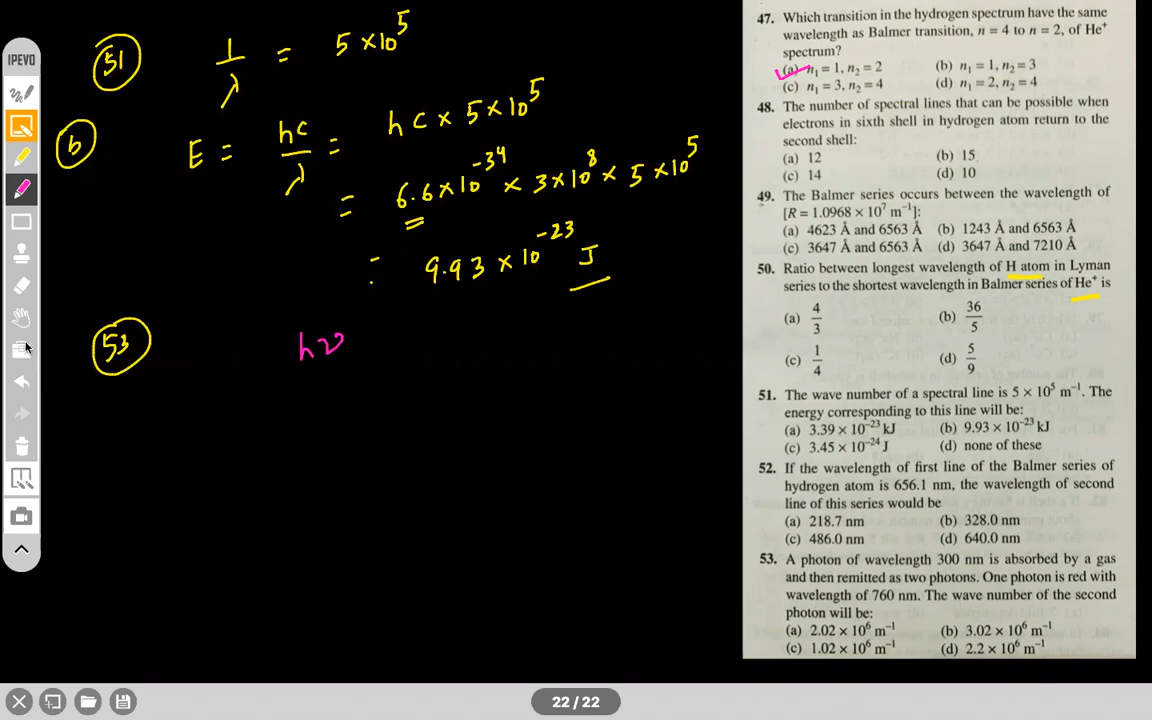 IPEVO
51
1/λ = 5 × 10^5
b
E = hc/λ = hc × 5 × 10^5
= 6.6 × 10^-34 × 3 × 10^8 × 5 × 10^5
: 9.93 × 10^-23 J
53
hν
47. Which transition in the hydrogen spectrum have the same
wavelength as Balmer transition, n = 4 to n = 2, of He⁺
spectrum?
(a) n₁ = 1, n₂ = 2 (b) n₁ = 1, n₂ = 3
(c) n₁ = 3, n₂ = 4 (d) n₁ = 2, n₂ = 4
48. The number of spectral lines that can be possible when
electrons in sixth shell in hydrogen atom return to the
second shell:
(a) 12 (b) 15
(c) 14 (d) 10
49. The Balmer series occurs between the wavelength of
[R = 1.0968 × 10⁷ m⁻¹]:
(a) 4623 Å and 6563 Å (b) 1243 Å and 6563 Å
(c) 3647 Å and 6563 Å (d) 3647 Å and 7210 Å
50. Ratio between longest wavelength of H atom in Lyman
series to the shortest wavelength in Balmer series of He⁺ is
(a) 4/3 (b) 36/5
(c) 1/4 (d) 5/9
51. The wave number of a spectral line is 5 × 10⁵ m⁻¹. The
energy corresponding to this line will be:
(a) 3.39 × 10⁻²³ kJ (b) 9.93 × 10⁻²³ kJ
(c) 3.45 × 10⁻²⁴ J (d) none of these
52. If the wavelength of first line of the Balmer series of
hydrogen atom is 656.1 nm, the wavelength of second
line of this series would be
(a) 218.7 nm (b) 328.0 nm
(c) 486.0 nm (d) 640.0 nm
53. A photon of wavelength 300 nm is absorbed by a gas
and then remitted as two photons. One photon is red with
wavelength of 760 nm. The wave number of the second
photon will be:
(a) 2.02 × 10⁶ m⁻¹ (b) 3.02 × 10⁶ m⁻¹
(c) 1.02 × 10⁶ m⁻¹ (d) 2.2 × 10⁶ m⁻¹
22/22